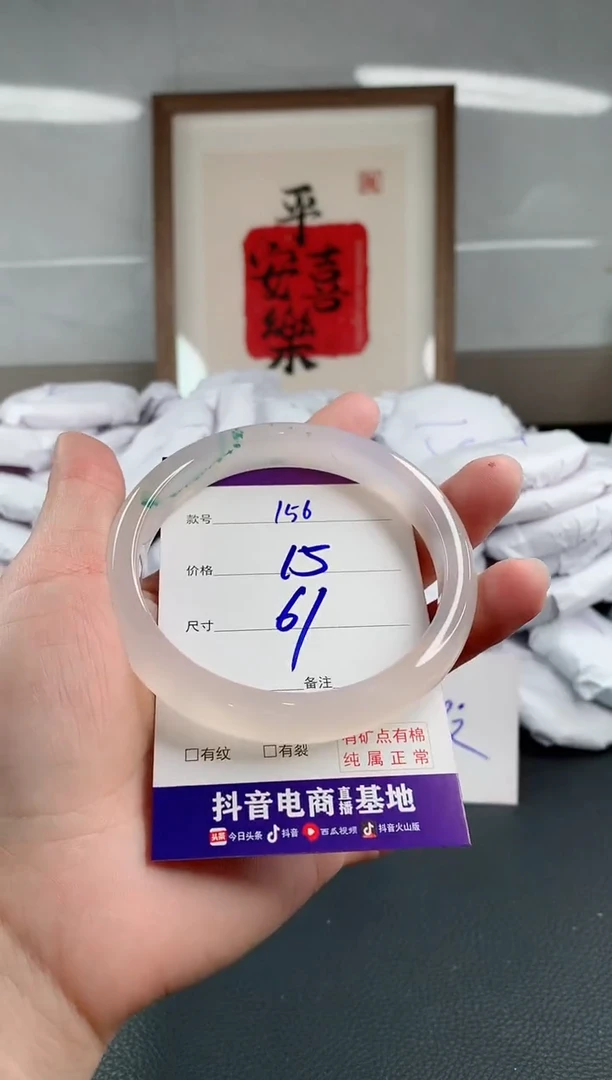 平
安喜
樂
款号 156
价格 15
尺寸 61
备注
□有纹 □有裂
有矿点有棉
纯属正常
抖音电商直播基地
头条 今日头条 抖音 西瓜视频 抖音火山版